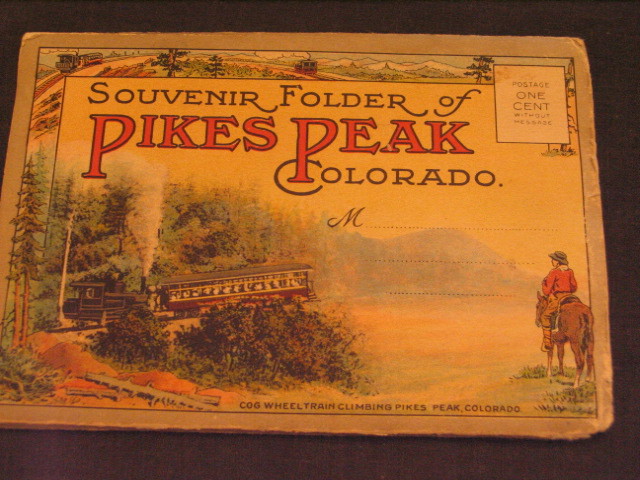 SOUVENIR FOLDER of
PIKES PEAK
COLORADO.
POSTAGE
ONE
CENT
WITHOUT
MESSAGE
M
COG WHEEL TRAIN CLIMBING PIKES PEAK, COLORADO.